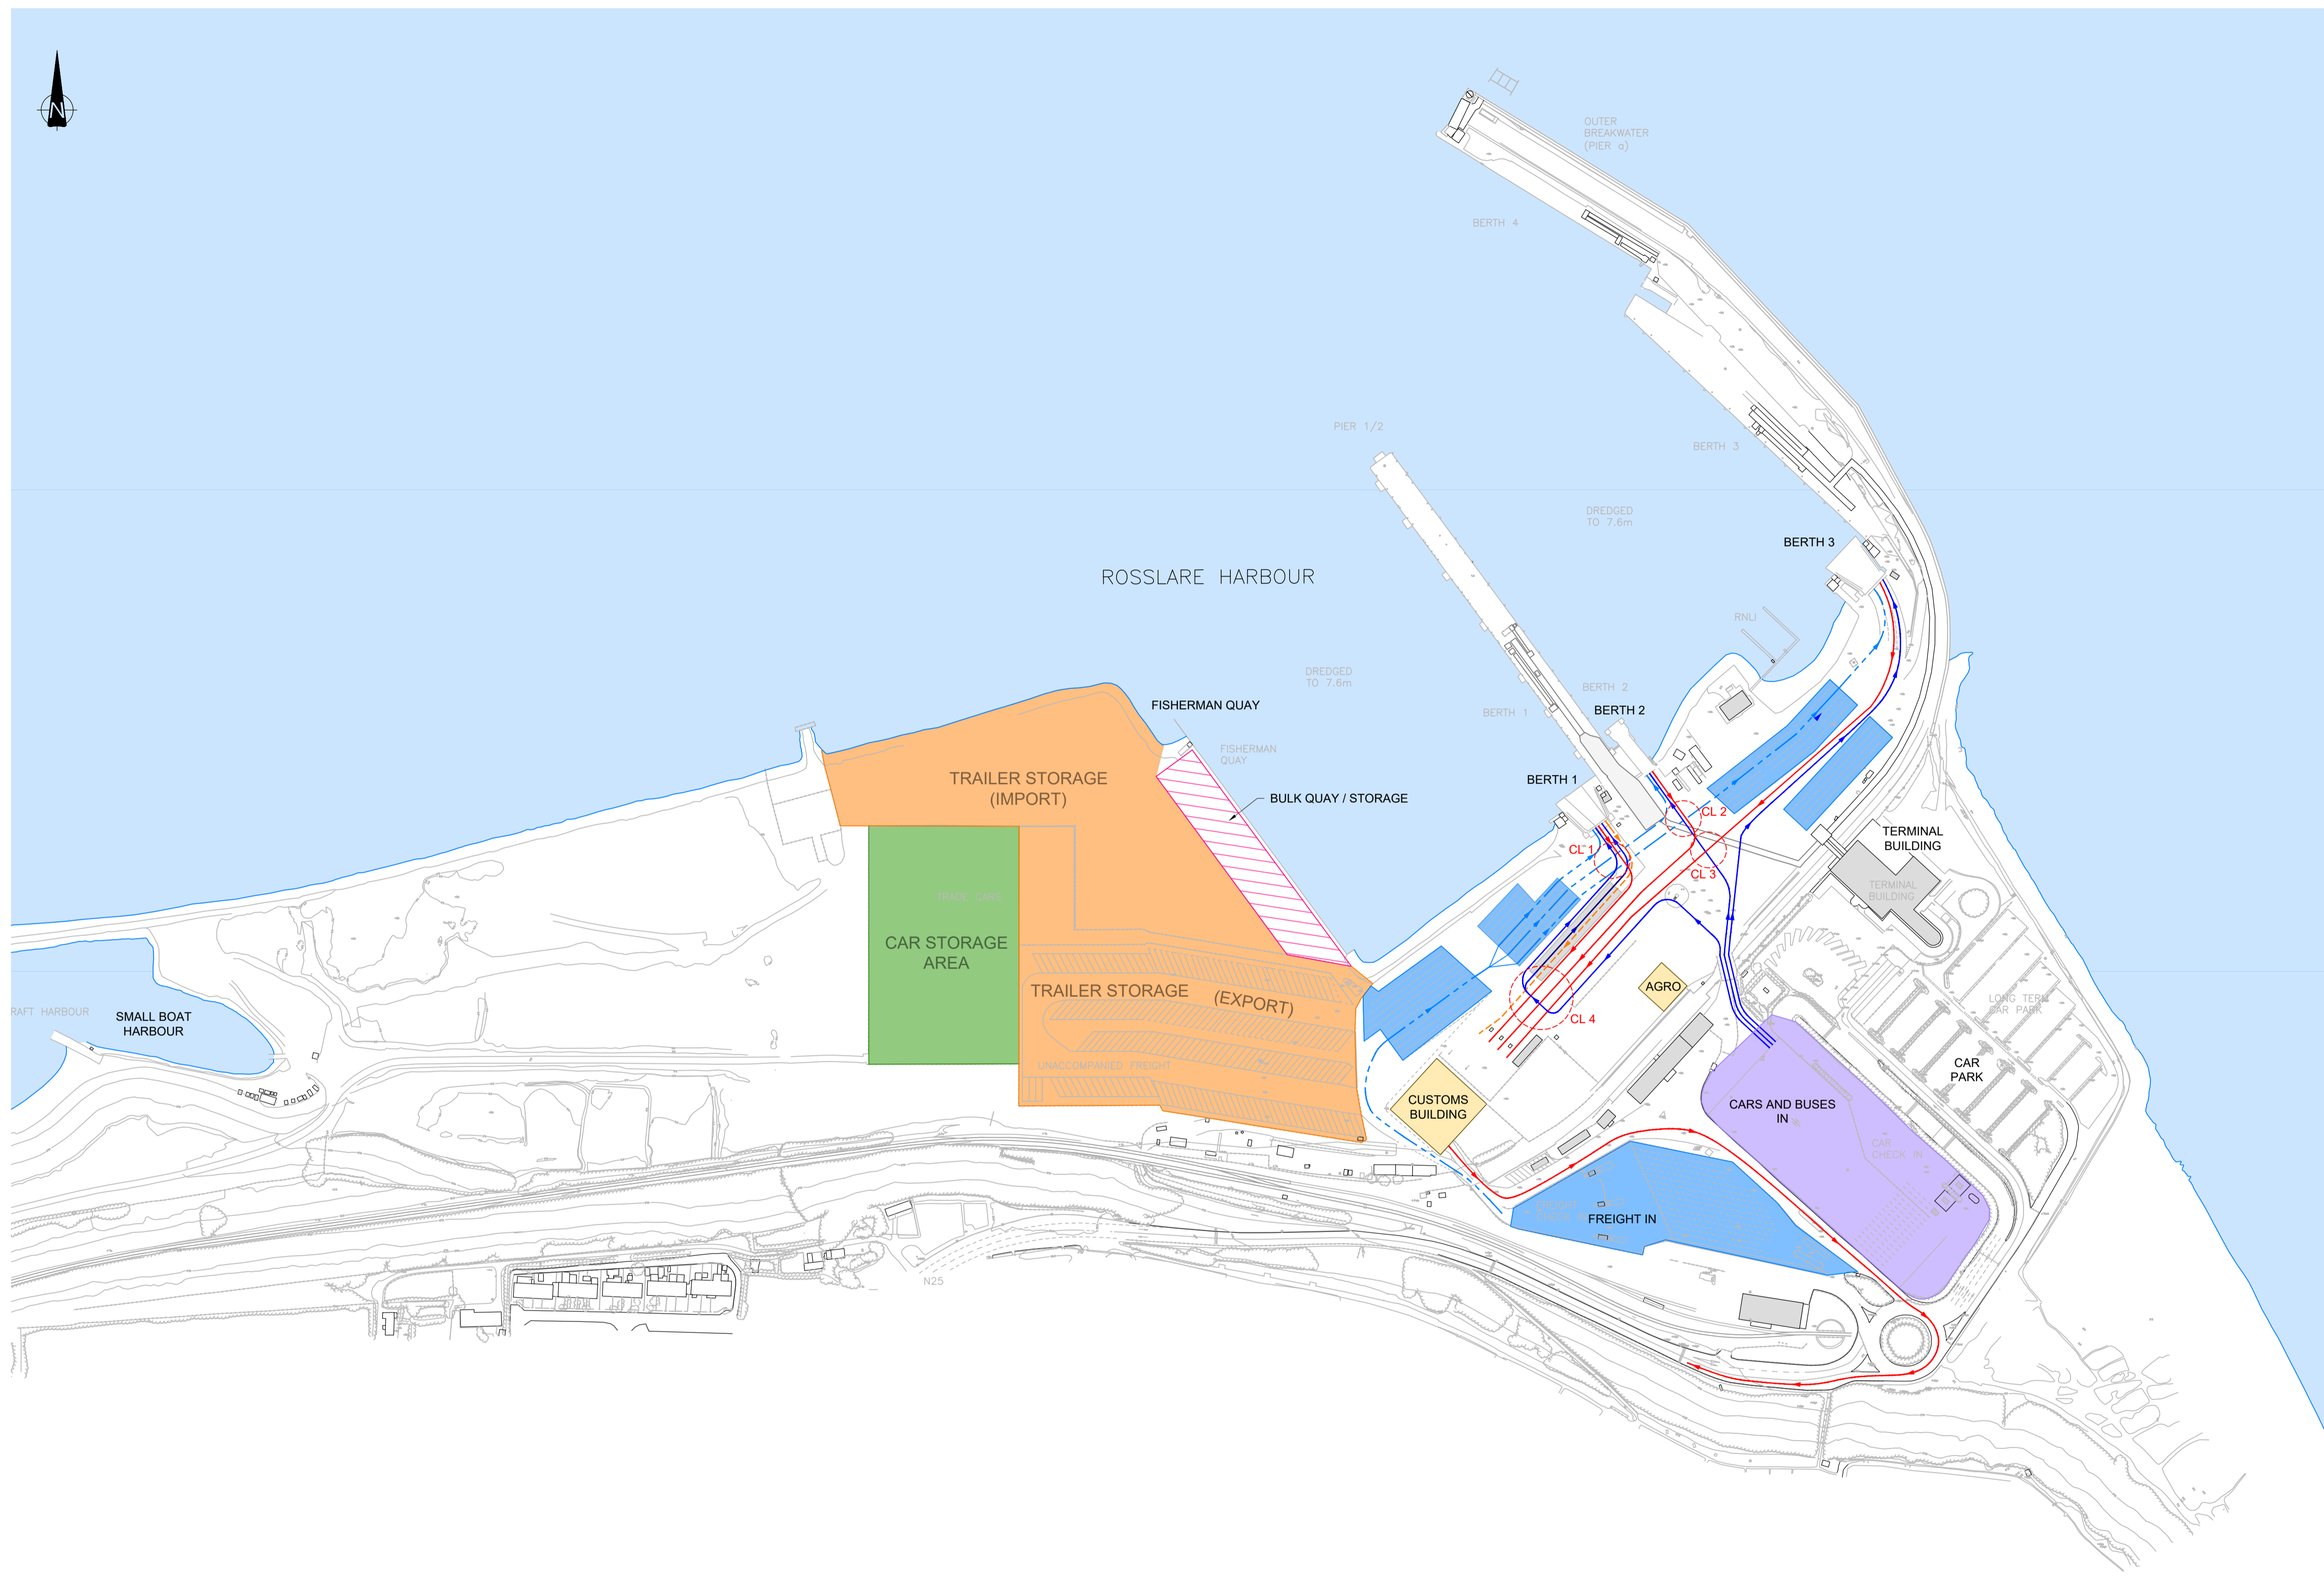 N
OUTER
BREAKWATER
(PIER a)
BERTH 4
PIER 1/2
BERTH 3
DREDGED
TO 7.6m
BERTH 3
ROSSLARE HARBOUR
RNLI
DREDGED
TO 7.6m
BERTH 2
FISHERMAN QUAY
BERTH 1
BERTH 2
FISHERMAN
QUAY
TRAILER STORAGE
(IMPORT)
BERTH 1
BULK QUAY / STORAGE
CL 2
TERMINAL
BUILDING
CL 1
CL 3
TERMINAL
BUILDING
TRADE CARS
CAR STORAGE
AREA
TRAILER STORAGE
(EXPORT)
AGRO
LONG TERM
CAR PARK
RAFT HARBOUR
SMALL BOAT
HARBOUR
CL 4
UNACCOMPANIED FREIGHT
CAR
PARK
CUSTOMS
BUILDING
CARS AND BUSES
IN
CAR
CHECK IN
FREIGHT IN
N25